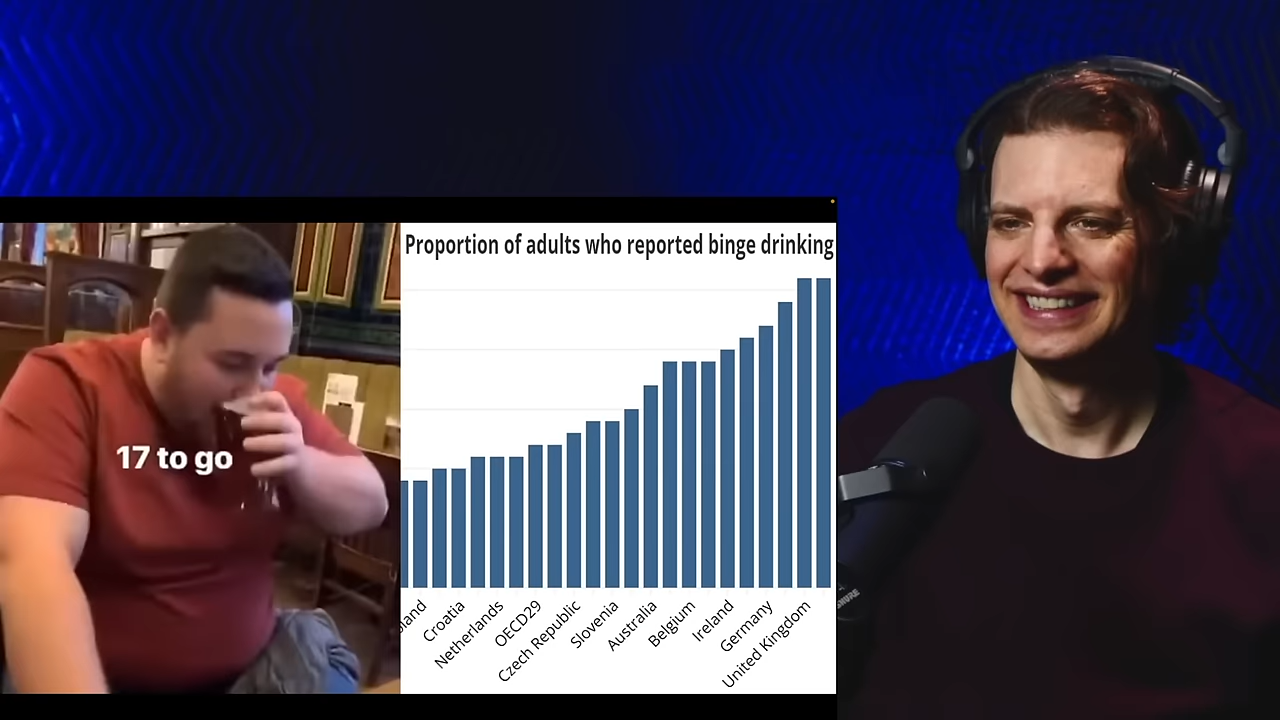 Proportion of adults who reported binge drinking
17 to go
Croatia
Netherlands
OECD29
Czech Republic
Slovenia
Australia
Belgium
Ireland
Germany
United Kingdom
SHURE